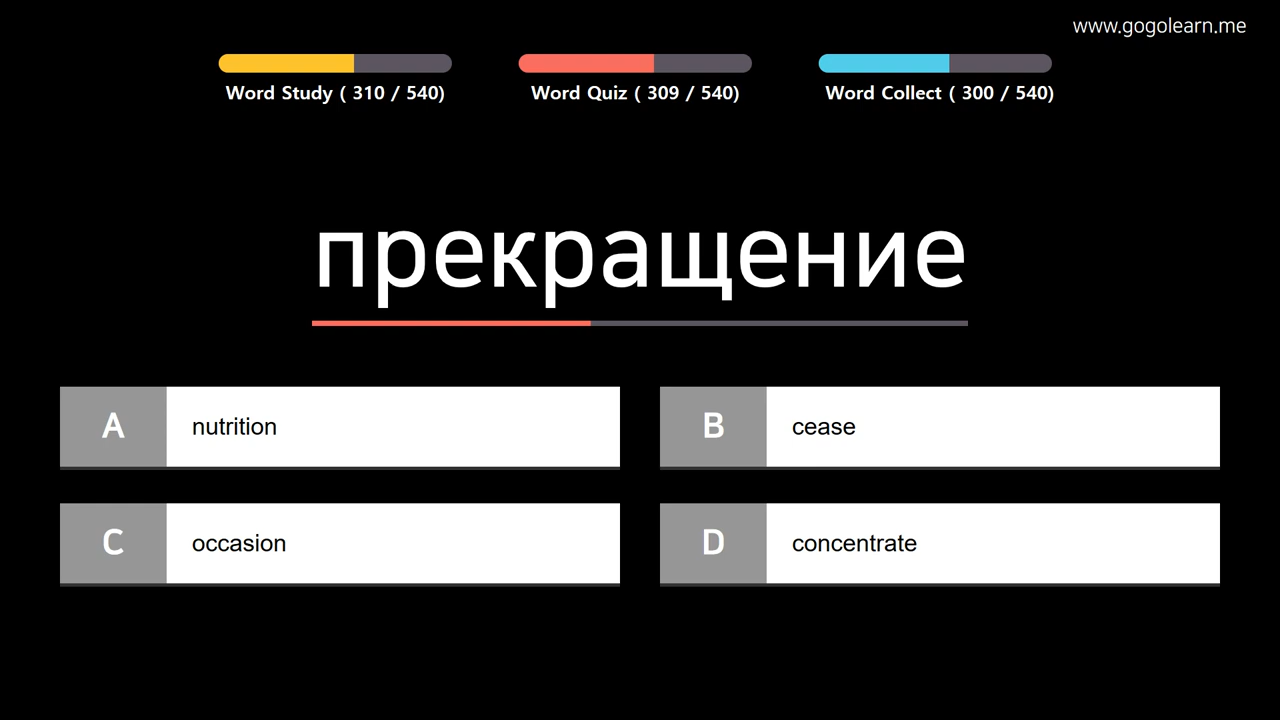 www.gogolearn.me
Word Study ( 310 / 540)
Word Quiz ( 309 / 540)
Word Collect ( 300 / 540)
прекращение
A nutrition
B cease
C occasion
D concentrate